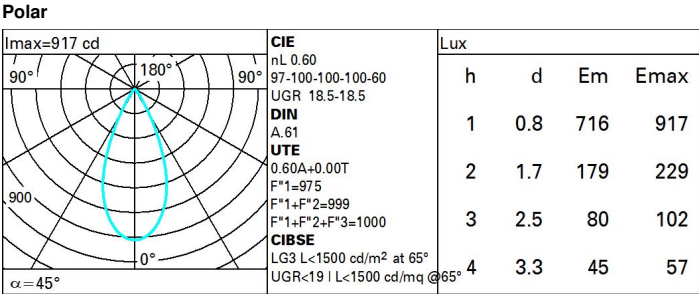 Polar
Imax=917 cd
90°
180°
90°
900
0°
α=45°
CIE
nL 0.60
97-100-100-100-60
UGR 18.5-18.5
DIN
A.61
UTE
0.60A+0.00T
F"1=975
F"1+F"2=999
F"1+F"2+F"3=1000
CIBSE
LG3 L<1500 cd/m² at 65°
UGR<19 | L<1500 cd/mq @65°
Lux
h d Em Emax
1 0.8 716 917
2 1.7 179 229
3 2.5 80 102
4 3.3 45 57